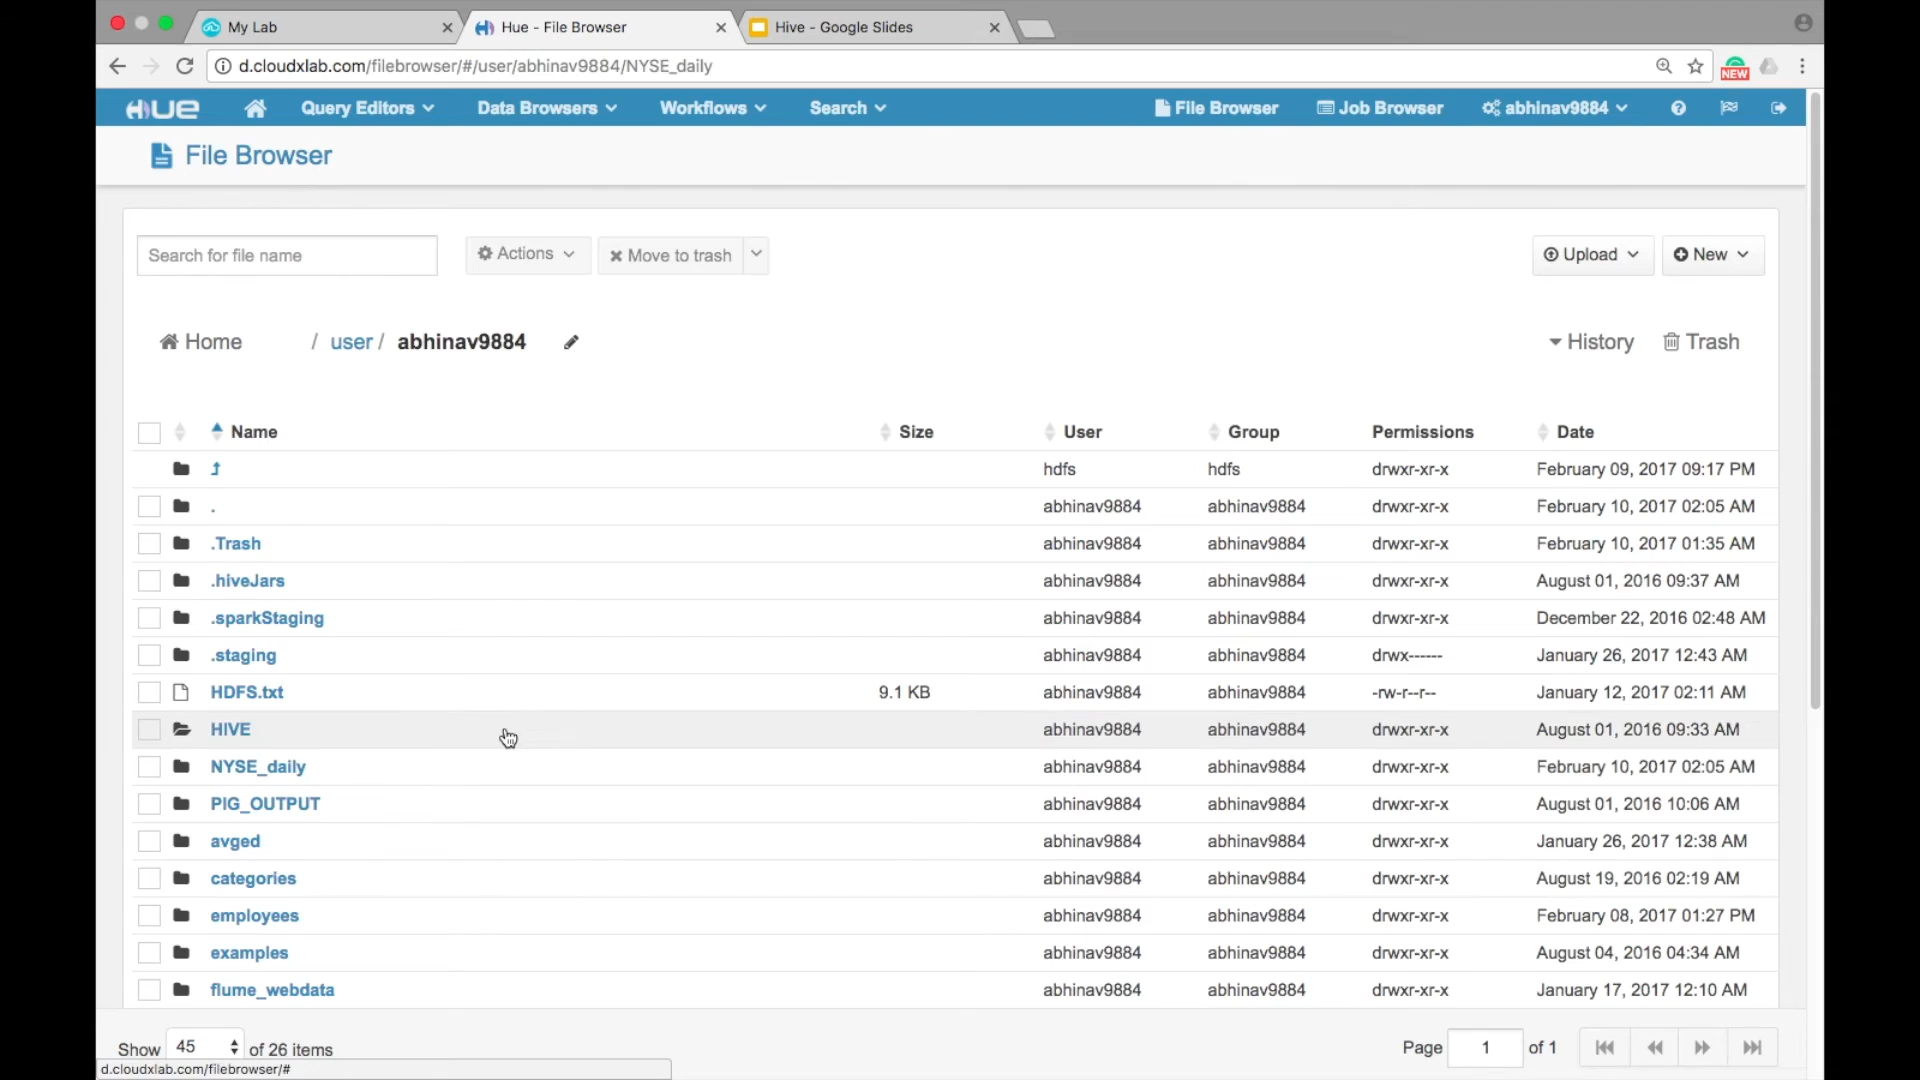 My Lab
Hue - File Browser
Hive - Google Slides
d.cloudxlab.com/filebrowser/#/user/abhinav9884/NYSE_daily
NEW
HUE Query Editors Data Browsers Workflows Search File Browser Job Browser abhinav9884
File Browser
Search for file name Actions Move to trash Upload New
Home / user / abhinav9884 History Trash
Name Size User Group Permissions Date
hdfs hdfs drwxr-xr-x February 09, 2017 09:17 PM
. abhinav9884 abhinav9884 drwxr-xr-x February 10, 2017 02:05 AM
.Trash abhinav9884 abhinav9884 drwxr-xr-x February 10, 2017 01:35 AM
.hiveJars abhinav9884 abhinav9884 drwxr-xr-x August 01, 2016 09:37 AM
.sparkStaging abhinav9884 abhinav9884 drwxr-xr-x December 22, 2016 02:48 AM
.staging abhinav9884 abhinav9884 drwx------ January 26, 2017 12:43 AM
HDFS.txt 9.1 KB abhinav9884 abhinav9884 -rw-r--r-- January 12, 2017 02:11 AM
HIVE abhinav9884 abhinav9884 drwxr-xr-x August 01, 2016 09:33 AM
NYSE_daily abhinav9884 abhinav9884 drwxr-xr-x February 10, 2017 02:05 AM
PIG_OUTPUT abhinav9884 abhinav9884 drwxr-xr-x August 01, 2016 10:06 AM
avged abhinav9884 abhinav9884 drwxr-xr-x January 26, 2017 12:38 AM
categories abhinav9884 abhinav9884 drwxr-xr-x August 19, 2016 02:19 AM
employees abhinav9884 abhinav9884 drwxr-xr-x February 08, 2017 01:27 PM
examples abhinav9884 abhinav9884 drwxr-xr-x August 04, 2016 04:34 AM
flume_webdata abhinav9884 abhinav9884 drwxr-xr-x January 17, 2017 12:10 AM
Show 45 of 26 items Page 1 of 1
d.cloudxlab.com/filebrowser/#